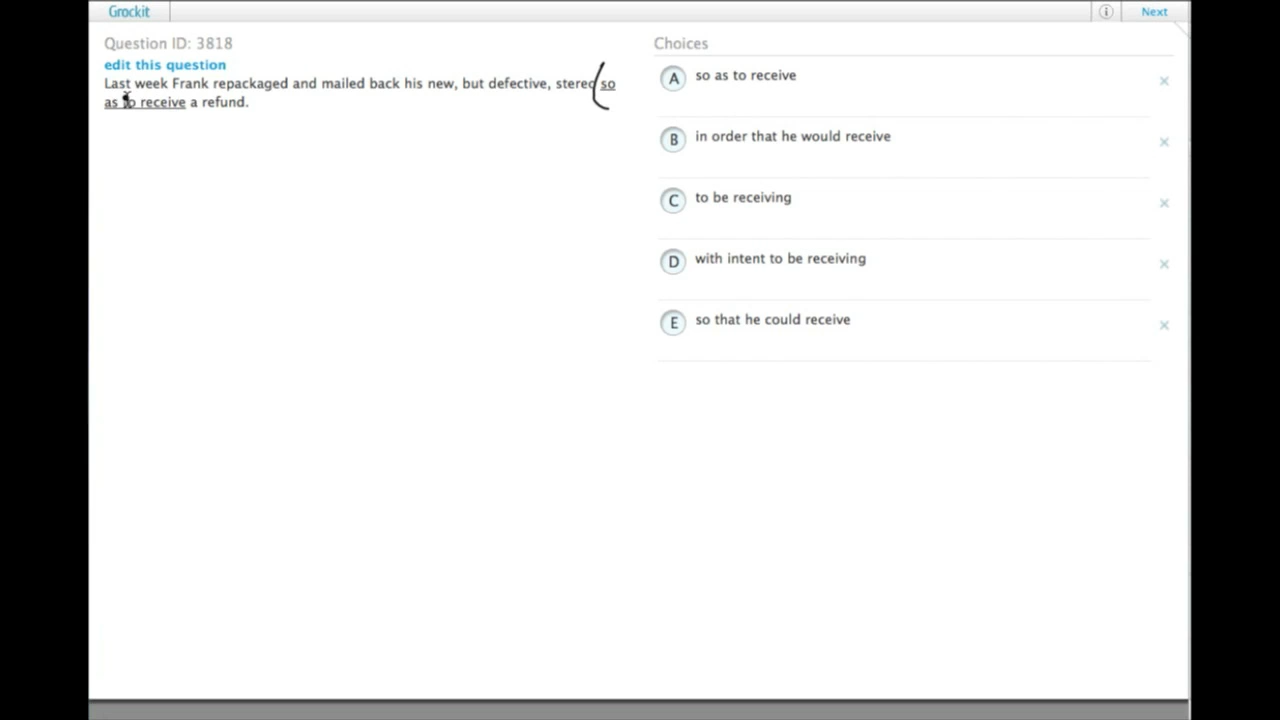 Grockit
Next
Question ID: 3818
edit this question
Last week Frank repackaged and mailed back his new, but defective, stereo so
as to receive a refund.
Choices
A so as to receive
B in order that he would receive
C to be receiving
D with intent to be receiving
E so that he could receive